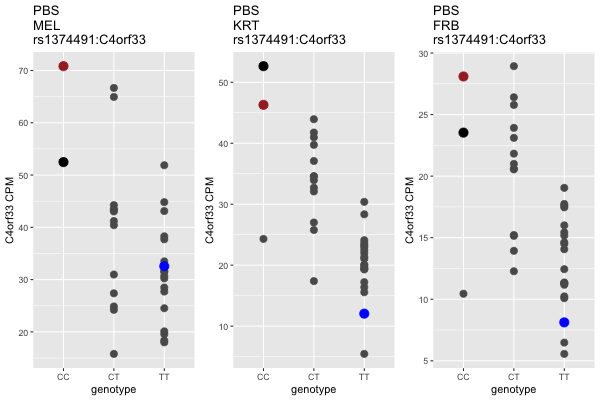 PBS
MEL
rs1374491:C4orf33
C4orf33 CPM
70
60
50
40
30
20
CC
CT
TT
genotype
PBS
KRT
rs1374491:C4orf33
C4orf33 CPM
50
40
30
20
10
CC
CT
TT
genotype
PBS
FRB
rs1374491:C4orf33
C4orf33 CPM
30
25
20
15
10
5
CC
CT
TT
genotype